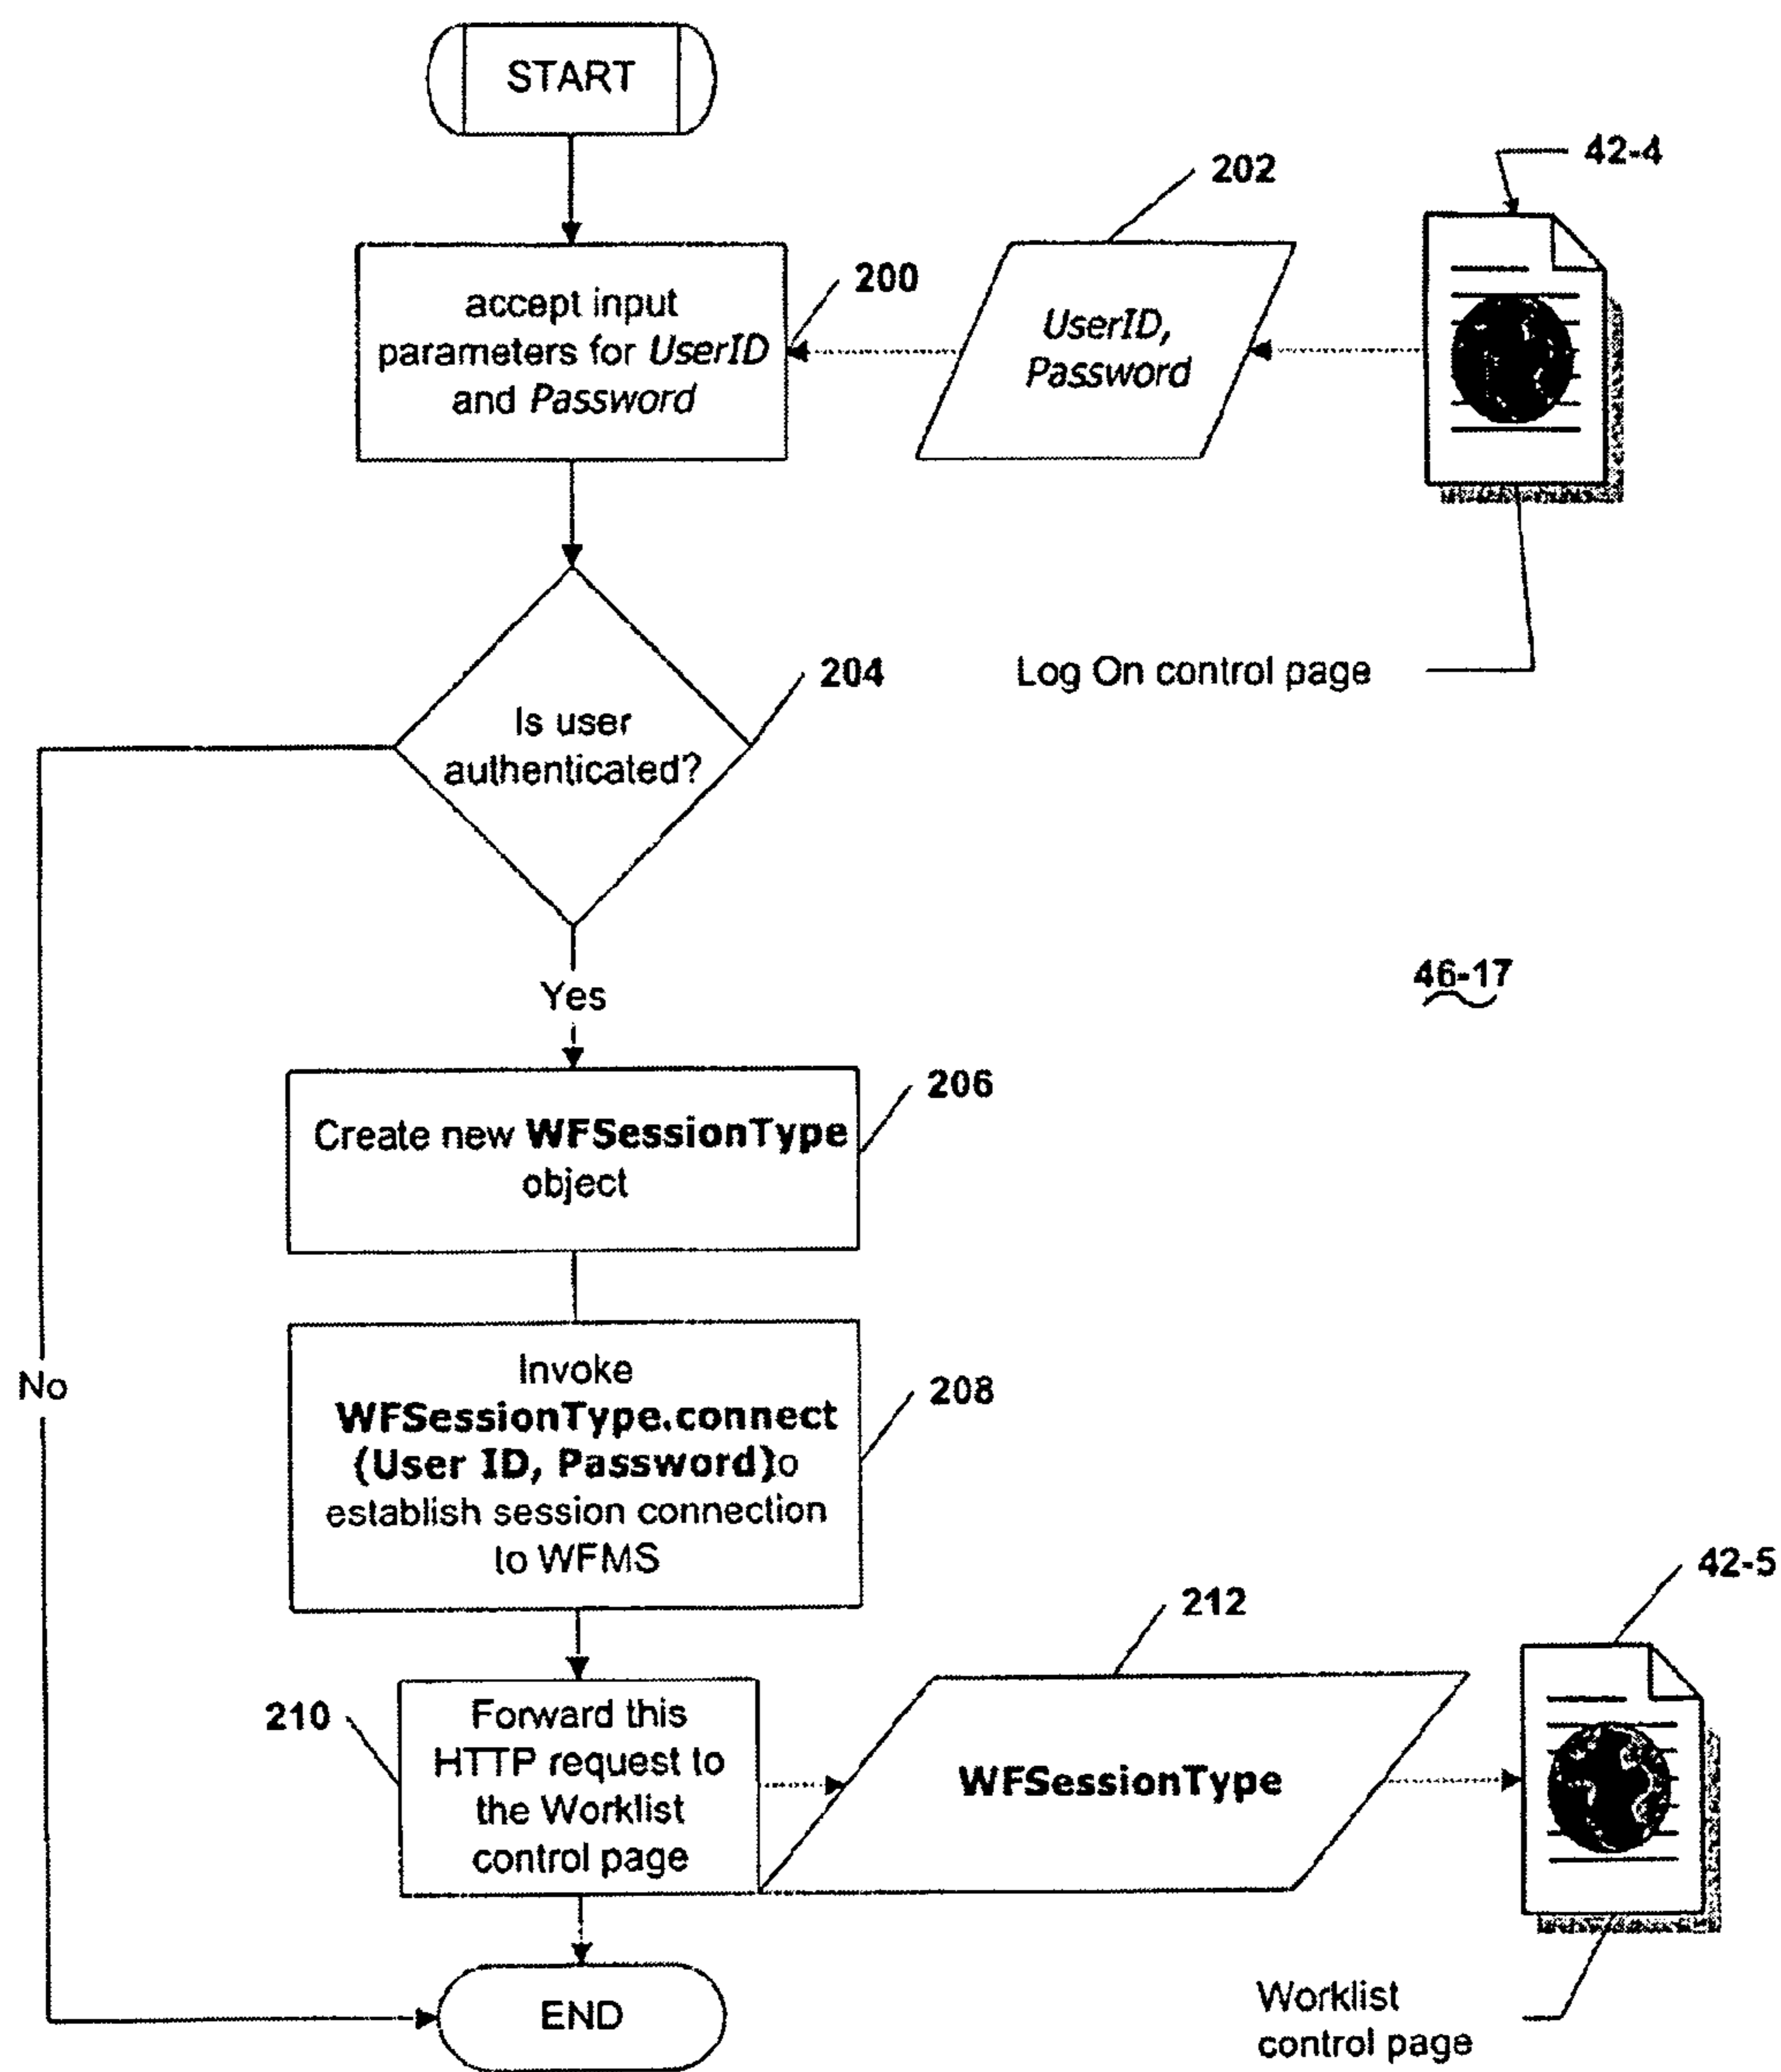 START
42-4
202
200
accept input
parameters for UserID
and Password
UserID,
Password
204
Log On control page
Is user
authenticated?
46-17
Yes
206
Create new WFSessionType
object
No
208
Invoke
WFSessionType.connect
(User ID, Password)o
establish session connection
to WFMS
42-5
212
210
Forward this
HTTP request to
the Worklist
control page
WFSessionType
END
Worklist
control page